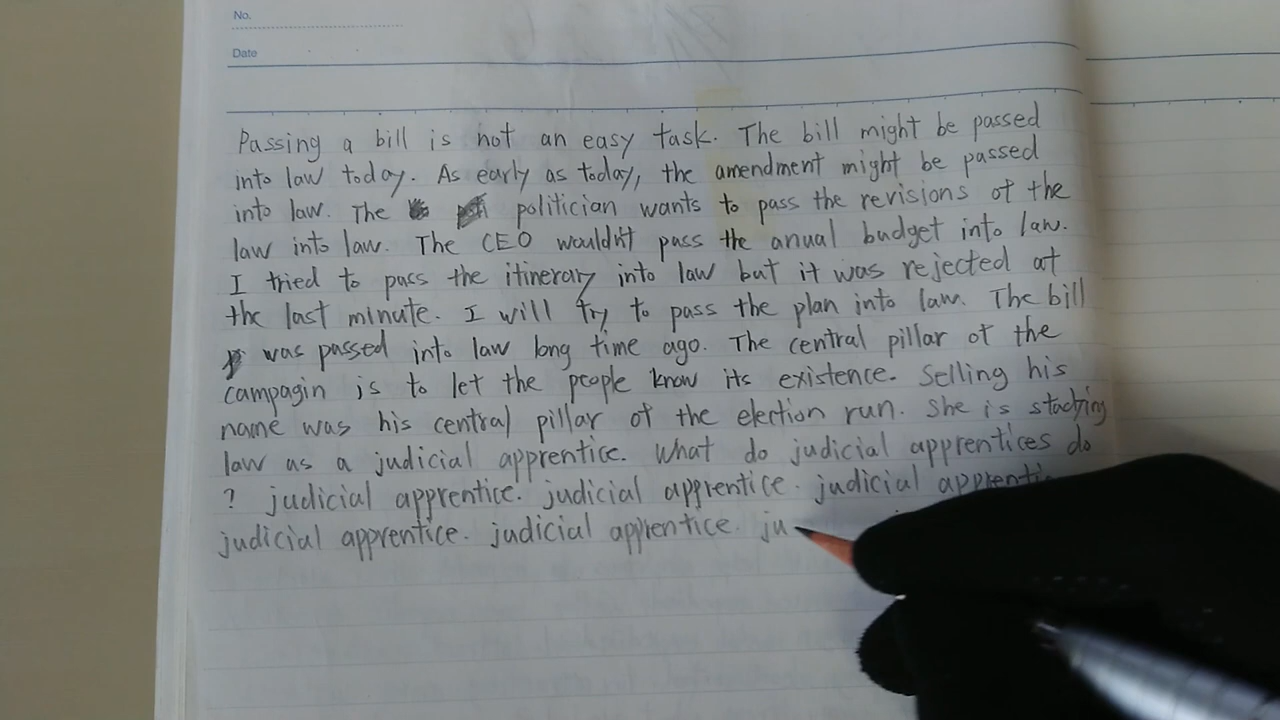 No.
Date
Passing a bill is not an easy task. The bill might be passed
into law today. As early as today, the amendment might be passed
into law. The politician wants to pass the revisions of the
law into law. The CEO wouldn't pass the anual budget into law.
I tried to pass the itinerary into law but it was rejected at
the last minute. I will try to pass the plan into law. The bill
was passed into law long time ago. The central pillar of the
campagin is to let the people know its existence. Selling his
name was his central pillar of the election run. She is
law as a judicial apprentice. What do judicial apprentices do
? judicial apprentice. judicial apprentice. judicial
judicial apprentice. judicial apprentice. ju